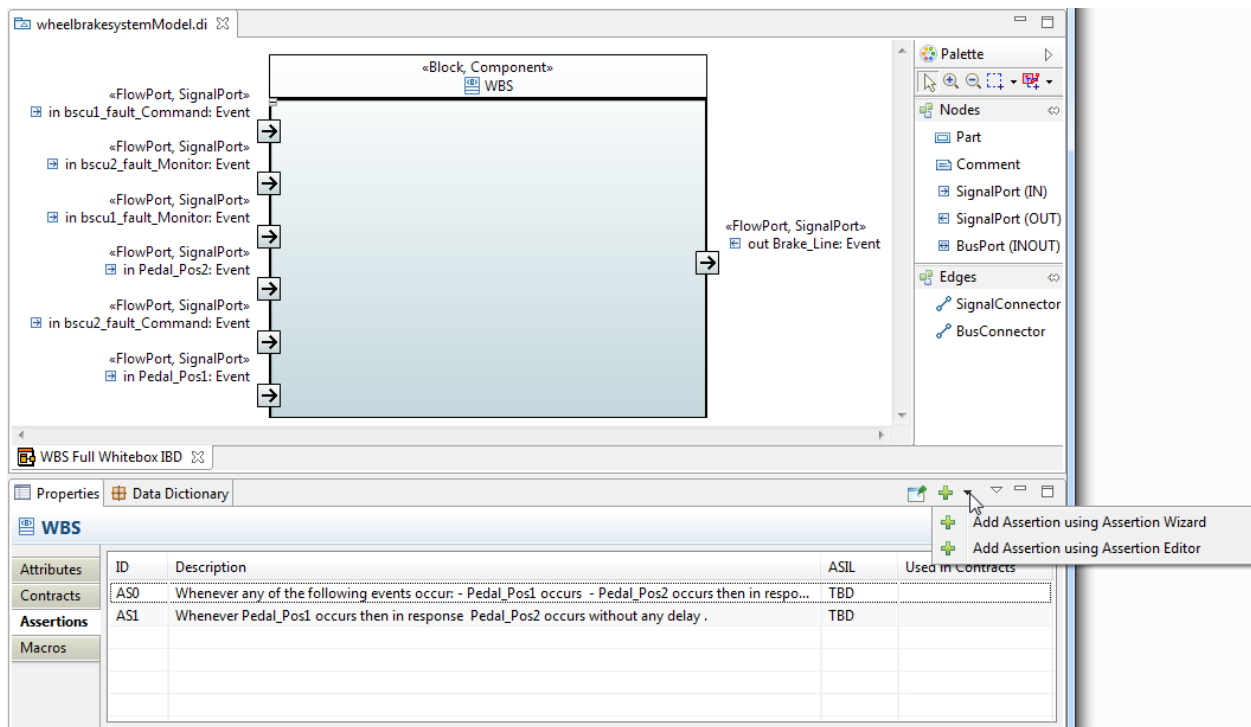 wheelbrakesystemModel.di
«Block, Component»
WBS
«FlowPort, SignalPort»
in bscu1_fault_Command: Event
«FlowPort, SignalPort»
in bscu2_fault_Monitor: Event
«FlowPort, SignalPort»
in bscu1_fault_Monitor: Event
«FlowPort, SignalPort»
in Pedal_Pos2: Event
«FlowPort, SignalPort»
in bscu2_fault_Command: Event
«FlowPort, SignalPort»
in Pedal_Pos1: Event
«FlowPort, SignalPort»
out Brake_Line: Event
Palette
Nodes
Part
Comment
SignalPort (IN)
SignalPort (OUT)
BusPort (INOUT)
Edges
SignalConnector
BusConnector
WBS Full Whitebox IBD
Properties
Data Dictionary
Add Assertion using Assertion Wizard
Add Assertion using Assertion Editor
WBS
Attributes
Contracts
Assertions
Macros
ID Description ASIL Used in Contracts
AS0 Whenever any of the following events occur: - Pedal_Pos1 occurs - Pedal_Pos2 occurs then in respo... TBD
AS1 Whenever Pedal_Pos1 occurs then in response Pedal_Pos2 occurs without any delay . TBD